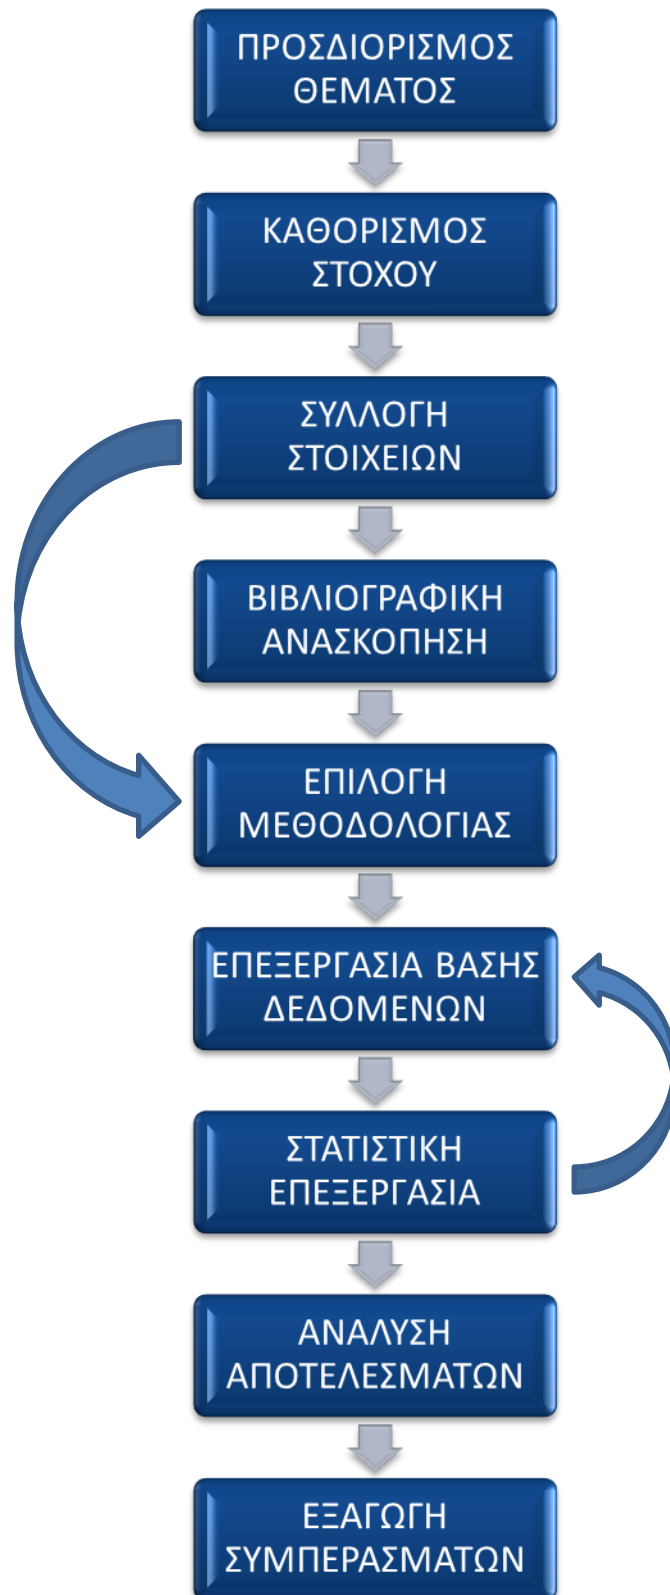 ΠΡΟΣΔΙΟΡΙΣΜΟΣ
ΘΕΜΑΤΟΣ
ΚΑΘΟΡΙΣΜΟΣ
ΣΤΟΧΟΥ
ΣΥΛΛΟΓΗ
ΣΤΟΙΧΕΙΩΝ
ΒΙΒΛΙΟΓΡΑΦΙΚΗ
ΑΝΑΣΚΟΠΗΣΗ
ΕΠΙΛΟΓΗ
ΜΕΘΟΔΟΛΟΓΙΑΣ
ΕΠΕΞΕΡΓΑΣΙΑ ΒΑΣΗΣ
ΔΕΔΟΜΕΝΩΝ
ΣΤΑΤΙΣΤΙΚΗ
ΕΠΕΞΕΡΓΑΣΙΑ
ΑΝΑΛΥΣΗ
ΑΠΟΤΕΛΕΣΜΑΤΩΝ
ΕΞΑΓΩΓΗ
ΣΥΜΠΕΡΑΣΜΑΤΩΝ